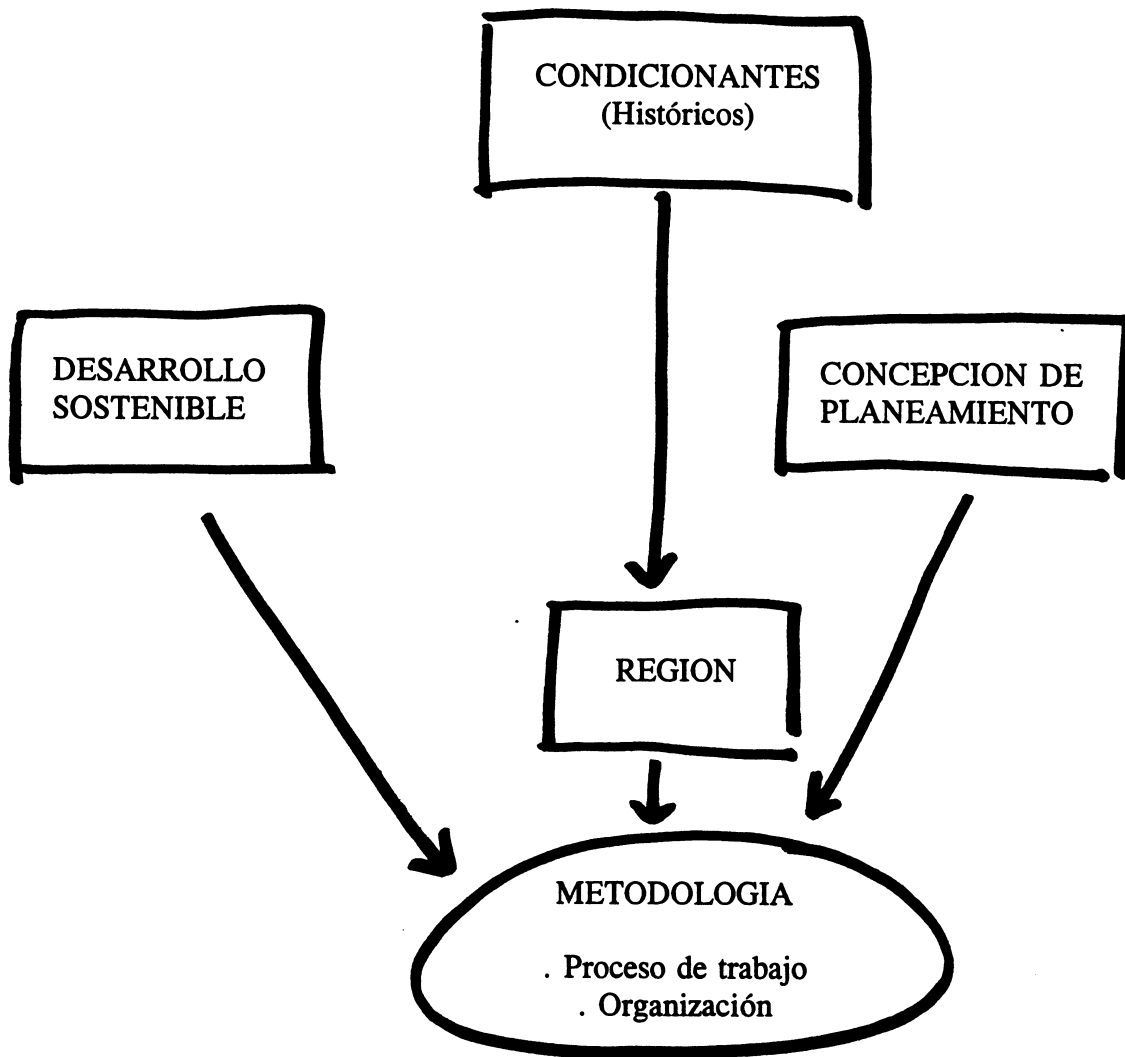 CONDICIONANTES
(Históricos)
DESARROLLO
SOSTENIBLE
CONCEPCION DE
PLANEAMIENTO
REGION
METODOLOGIA
. Proceso de trabajo
. Organización